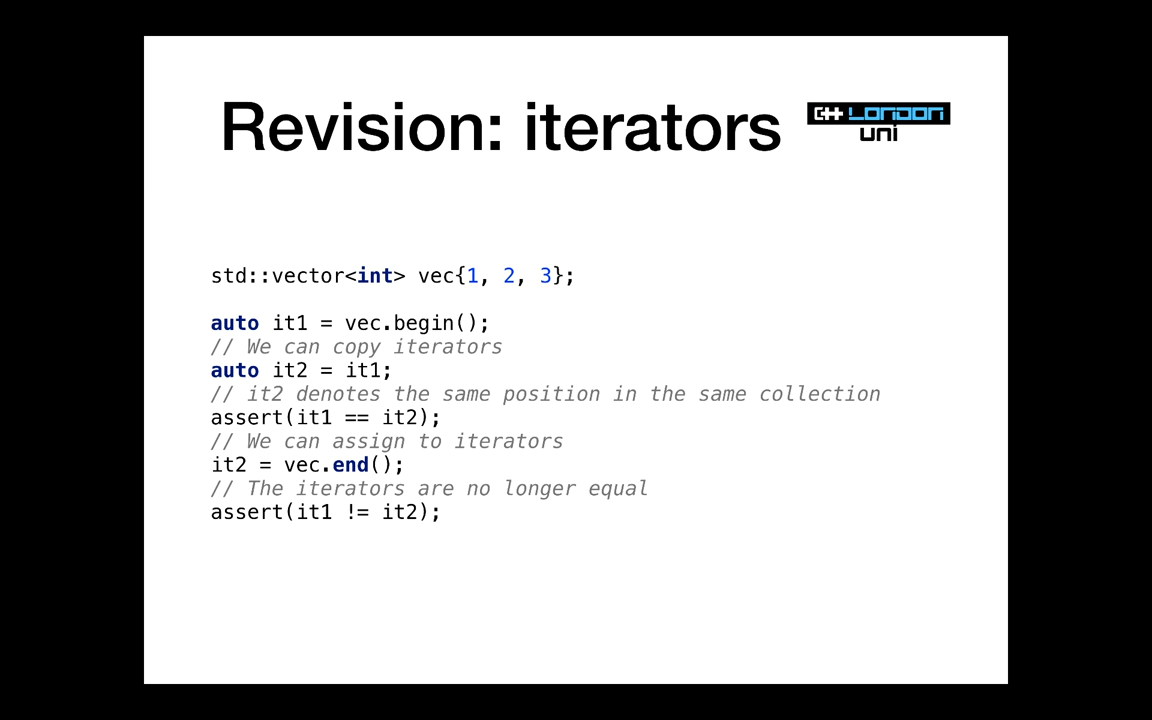 Revision: iterators
C++ London
uni
std::vector<int> vec{1, 2, 3};
auto it1 = vec.begin();
// We can copy iterators
auto it2 = it1;
// it2 denotes the same position in the same collection
assert(it1 == it2);
// We can assign to iterators
it2 = vec.end();
// The iterators are no longer equal
assert(it1 != it2);